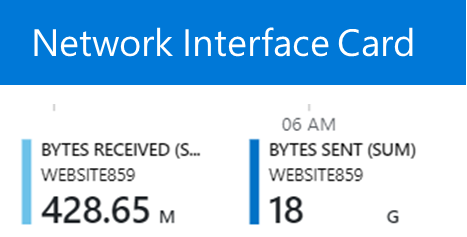 Network Interface Card
06 AM
BYTES RECEIVED (S...
WEBSITE859
428.65 M
BYTES SENT (SUM)
WEBSITE859
18 G